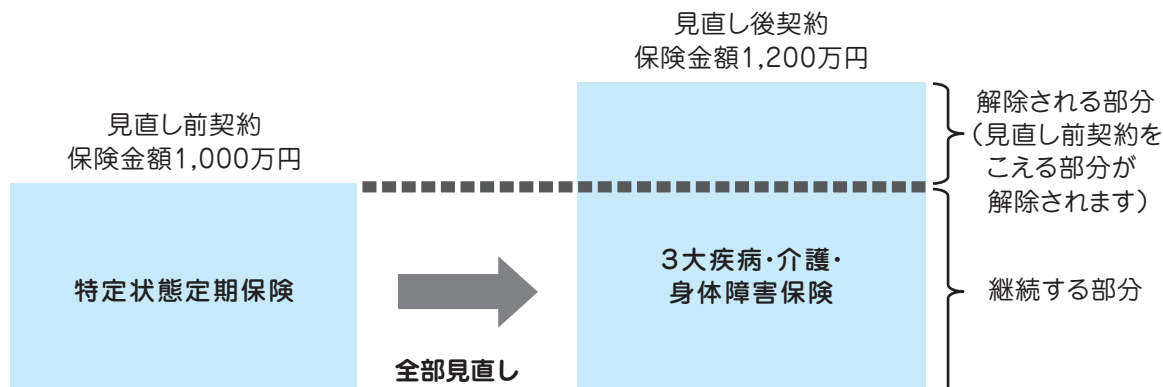 見直し前契約
保険金額1,000万円
特定状態定期保険
全部見直し
見直し後契約
保険金額1,200万円
3大疾病・介護・
身体障害保険
解除される部分
（見直し前契約を
こえる部分が
解除されます）
継続する部分